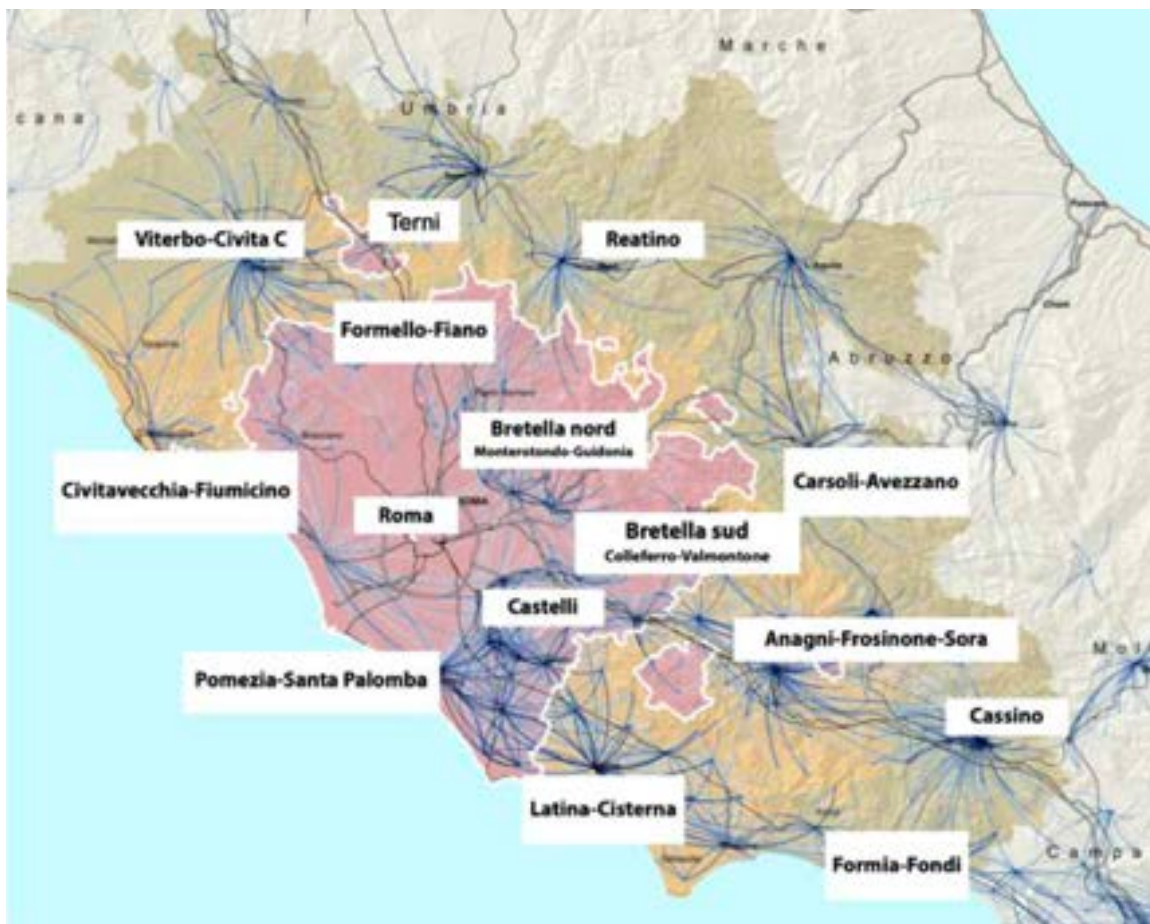 Marche
Umbria
cana
Terni
Viterbo-Civita C
Reatino
Formello-Fiano
Abruzzo
Bretella nord
Monterotondo-Guidonia
Civitavecchia-Fiumicino
Carsoli-Avezzano
Roma
Bretella sud
Colleferro-Valmontone
Castelli
Anagni-Frosinone-Sora
Pomezia-Santa Palomba
Cassino
Latina-Cisterna
Formia-Fondi
Campa